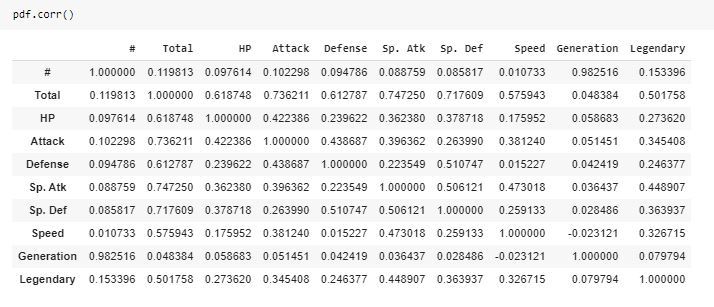 pdf.corr()
# Total HP Attack Defense Sp. Atk Sp. Def Speed Generation Legendary
# 1.000000 0.119813 0.097614 0.102298 0.094786 0.088759 0.085817 0.010733 0.982516 0.153396
Total 0.119813 1.000000 0.618748 0.736211 0.612787 0.747250 0.717609 0.575943 0.048384 0.501758
HP 0.097614 0.618748 1.000000 0.422386 0.239622 0.362380 0.378718 0.175952 0.058683 0.273620
Attack 0.102298 0.736211 0.422386 1.000000 0.438687 0.396362 0.263990 0.381240 0.051451 0.345408
Defense 0.094786 0.612787 0.239622 0.438687 1.000000 0.223549 0.510747 0.015227 0.042419 0.246377
Sp. Atk 0.088759 0.747250 0.362380 0.396362 0.223549 1.000000 0.506121 0.473018 0.036437 0.448907
Sp. Def 0.085817 0.717609 0.378718 0.263990 0.510747 0.506121 1.000000 0.259133 0.028486 0.363937
Speed 0.010733 0.575943 0.175952 0.381240 0.015227 0.473018 0.259133 1.000000 -0.023121 0.326715
Generation 0.982516 0.048384 0.058683 0.051451 0.042419 0.036437 0.028486 -0.023121 1.000000 0.079794
Legendary 0.153396 0.501758 0.273620 0.345408 0.246377 0.448907 0.363937 0.326715 0.079794 1.000000